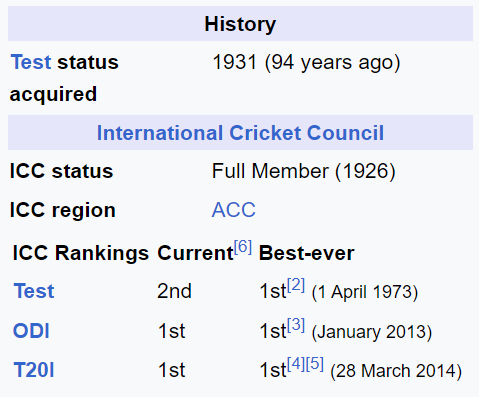 History
Test status 1931 (94 years ago)
acquired
International Cricket Council
ICC status Full Member (1926)
ICC region ACC
ICC Rankings Current[6] Best-ever
Test 2nd 1st[2] (1 April 1973)
ODI 1st 1st[3] (January 2013)
T20I 1st 1st[4][5] (28 March 2014)